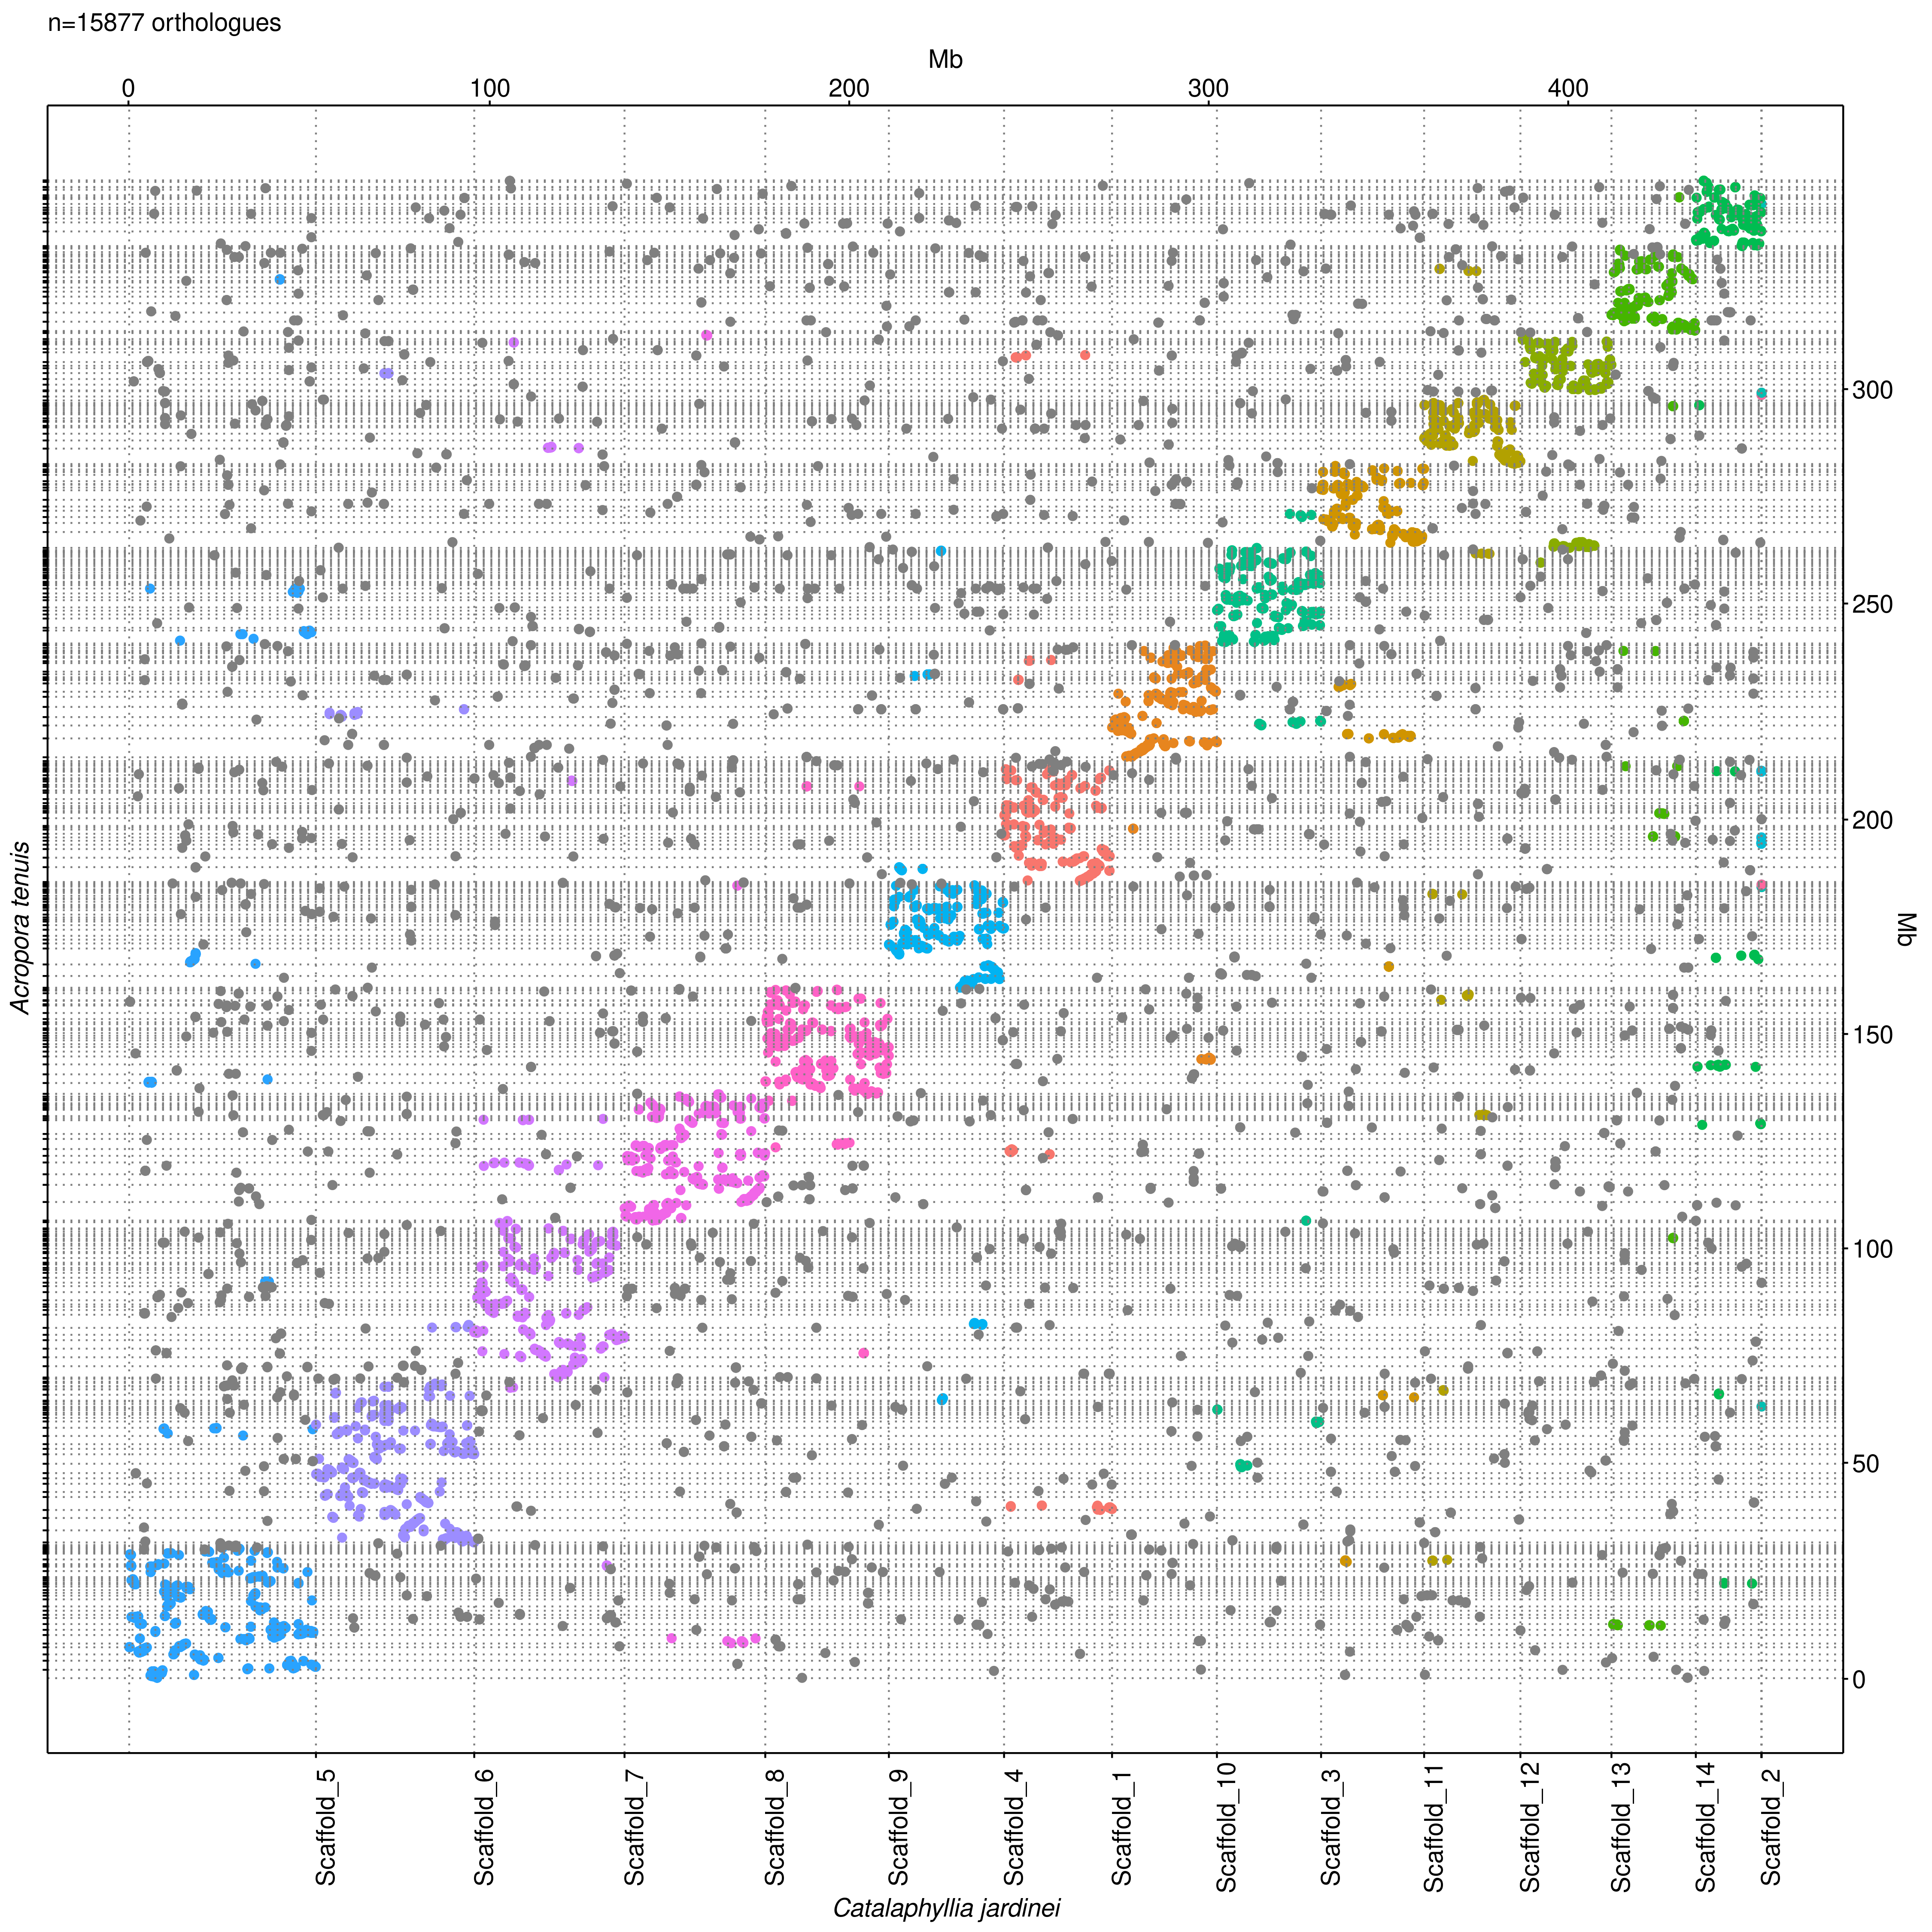 n=15877 orthologues
Mb
0 100 200 300 400
300
250
200
150
100
50
0
Mb
Acropora tenuis
Scaffold_5
Scaffold_6
Scaffold_7
Scaffold_8
Scaffold_9
Scaffold_4
Scaffold_1
Scaffold_10
Scaffold_3
Scaffold_11
Scaffold_12
Scaffold_13
Scaffold_14
Scaffold_2
Catalaphyllia jardinei